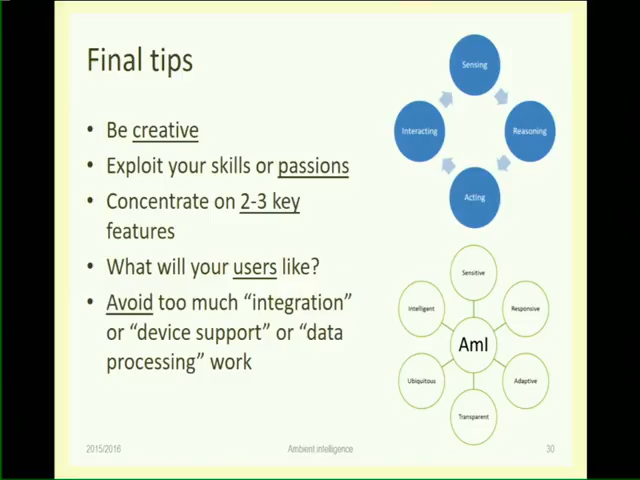 Final tips
• Be creative
• Exploit your skills or passions
• Concentrate on 2-3 key
features
• What will your users like?
• Avoid too much “integration”
or “device support” or “data
processing” work
Sensing
Interacting
Reasoning
Acting
Sensitive
Intelligent
Responsive
AmI
Ubiquitous
Adaptive
Transparent
2015/2016
Ambient intelligence
30